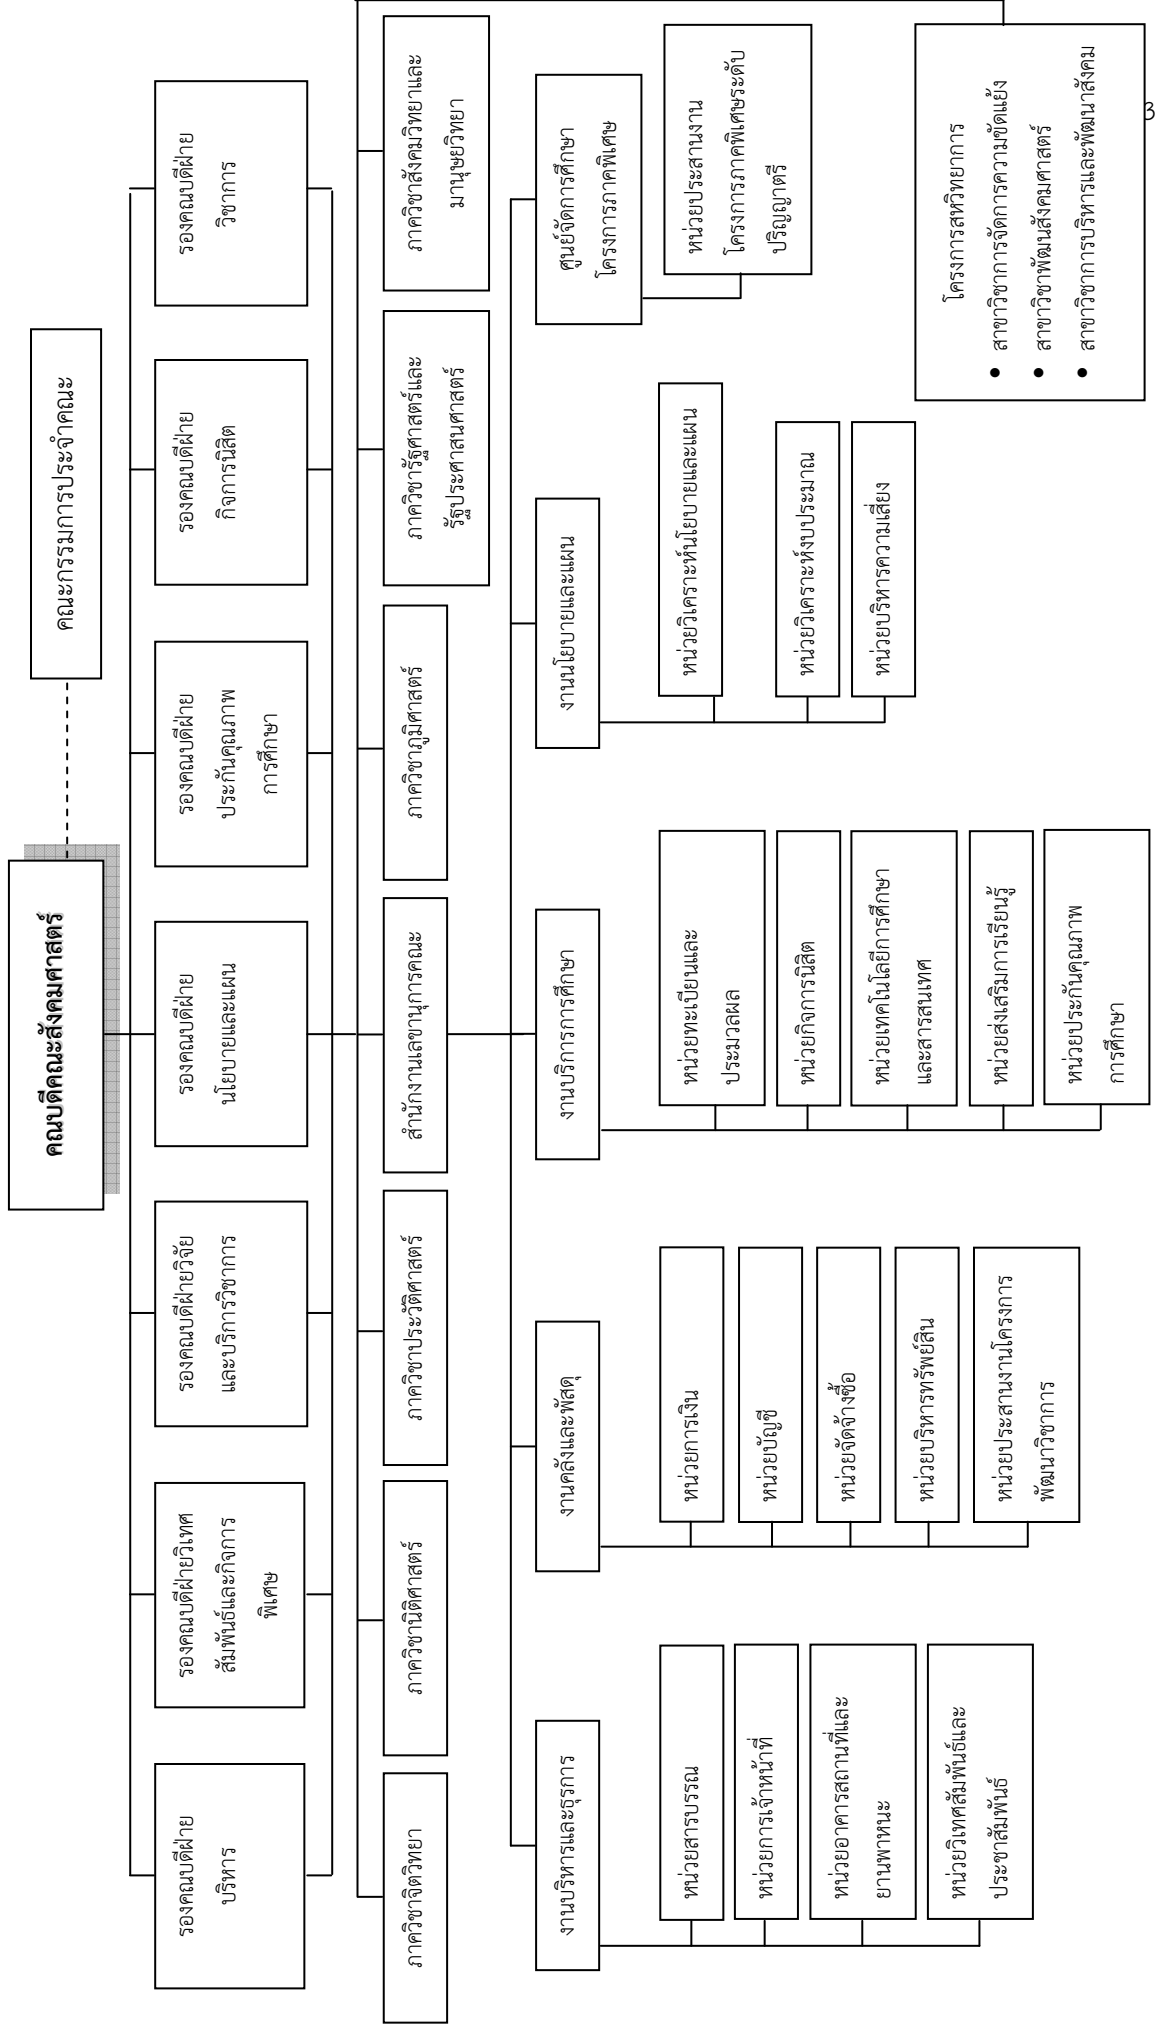 คณบดีคณะสังคมศาสตร์
คณะกรรมการประจำคณะ
รองคณบดีฝ่าย
บริหาร
รองคณบดีฝ่ายวิเทศ
สัมพันธ์และกิจการ
พิเศษ
รองคณบดีฝ่ายวิจัย
และบริการวิชาการ
รองคณบดีฝ่าย
นโยบายและแผน
รองคณบดีฝ่าย
ประกันคุณภาพ
การศึกษา
รองคณบดีฝ่าย
กิจการนิสิต
รองคณบดีฝ่าย
วิชาการ
ภาควิชาจิตวิทยา
ภาควิชานิติศาสตร์
ภาควิชาประวัติศาสตร์
สำนักงานเลขานุการคณะ
ภาควิชาภูมิศาสตร์
ภาควิชารัฐศาสตร์และ
รัฐประศาสนศาสตร์
ภาควิชาสังคมวิทยาและ
มานุษยวิทยา
งานบริหารและธุรการ
หน่วยสารบรรณ
หน่วยการเจ้าหน้าที่
หน่วยอาคารสถานที่และ
ยานพาหนะ
หน่วยวิเทศสัมพันธ์และ
ประชาสัมพันธ์
งานคลังและพัสดุ
หน่วยการเงิน
หน่วยบัญชี
หน่วยจัดจ้างซื้อ
หน่วยบริหารทรัพย์สิน
หน่วยประสานงานโครงการ
พัฒนาวิชาการ
งานบริการการศึกษา
หน่วยทะเบียนและ
ประมวลผล
หน่วยกิจการนิสิต
หน่วยเทคโนโลยีการศึกษา
และสารสนเทศ
หน่วยส่งเสริมการเรียนรู้
หน่วยประกันคุณภาพ
การศึกษา
งานนโยบายและแผน
หน่วยวิเคราะห์นโยบายและแผน
หน่วยวิเคราะห์งบประมาณ
หน่วยบริหารความเสี่ยง
ศูนย์จัดการศึกษา
โครงการภาคพิเศษ
หน่วยประสานงาน
โครงการภาคพิเศษระดับ
ปริญญาตรี
โครงการสหวิทยาการ
• สาขาวิชาการจัดการความขัดแย้ง
• สาขาวิชาพัฒนสังคมศาสตร์
• สาขาวิชาการบริหารและพัฒนาสังคม
3